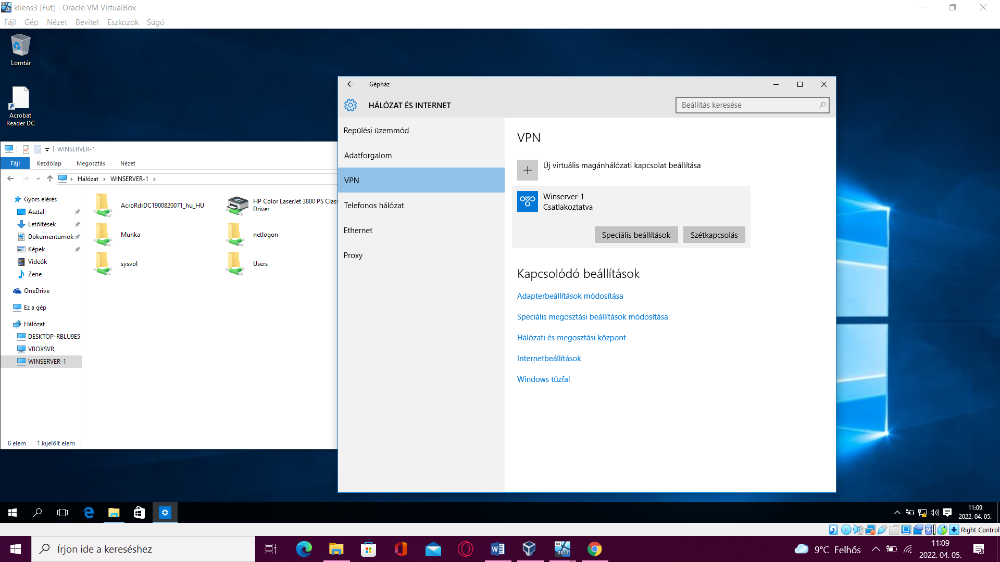 kliens3 [Fut] - Oracle VM VirtualBox
Fájl Gép Nézet Bevitel Eszközök Súgó
Lomtár
Acrobat
Reader DC
WINSERVER-1
Fájl Kezdőlap Megosztás Nézet
Hálózat WINSERVER-1
Gyors elérés
Asztal
Letöltések
Dokumentumok
Képek
Videók
Zene
OneDrive
Ez a gép
Hálózat
DESKTOP-RBLU9E5
VBOXSVR
WINSERVER-1
AcroRdrDC1900820071_hu_HU
HP Color LaserJet 3800 PS Clas
Driver
Munka
netlogon
sysvol
Users
8 elem 1 kijelölt elem
Gépház
HÁLÓZAT ÉS INTERNET
Beállítás keresése
Repülési üzemmód
Adatforgalom
VPN
Telefonos hálózat
Ethernet
Proxy
VPN
Új virtuális magánhálózati kapcsolat beállítása
Winserver-1
Csatlakoztatva
Speciális beállítások Szétkapcsolás
Kapcsolódó beállítások
Adapterbeállítások módosítása
Speciális megosztási beállítások módosítása
Hálózati és megosztási központ
Internetbeállítások
Windows tűzfal
11:09
2022. 04. 05.
Right Control
Írjon ide a kereséshez
64
2012
9°C Felhős
11:09
2022. 04. 05.